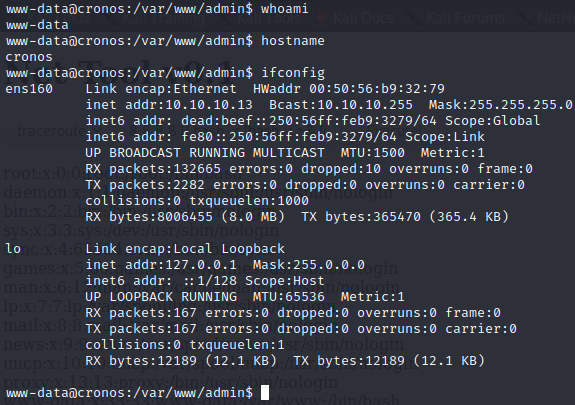 www-data@cronos:/var/www/admin$ whoami
www-data
www-data@cronos:/var/www/admin$ hostname
cronos
www-data@cronos:/var/www/admin$ ifconfig
ens160    Link encap:Ethernet  HWaddr 00:50:56:b9:32:79
          inet addr:10.10.10.13  Bcast:10.10.10.255  Mask:255.255.255.0
          inet6 addr: dead:beef::250:56ff:feb9:3279/64 Scope:Global
          inet6 addr: fe80::250:56ff:feb9:3279/64 Scope:Link
          UP BROADCAST RUNNING MULTICAST  MTU:1500  Metric:1
          RX packets:132665 errors:0 dropped:10 overruns:0 frame:0
          TX packets:2282 errors:0 dropped:0 overruns:0 carrier:0
          collisions:0 txqueuelen:1000
          RX bytes:8006455 (8.0 MB)  TX bytes:365470 (365.4 KB)

lo        Link encap:Local Loopback
          inet addr:127.0.0.1  Mask:255.0.0.0
          inet6 addr: ::1/128 Scope:Host
          UP LOOPBACK RUNNING  MTU:65536  Metric:1
          RX packets:167 errors:0 dropped:0 overruns:0 frame:0
          TX packets:167 errors:0 dropped:0 overruns:0 carrier:0
          collisions:0 txqueuelen:1
          RX bytes:12189 (12.1 KB)  TX bytes:12189 (12.1 KB)

www-data@cronos:/var/www/admin$